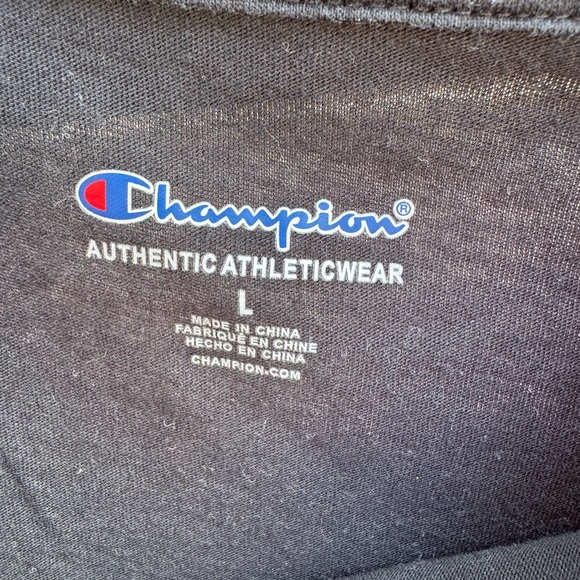 Champion®
AUTHENTIC ATHLETICWEAR
L
MADE IN CHINA
FABRIQUÉ EN CHINE
HECHO EN CHINA
CHAMPION.COM